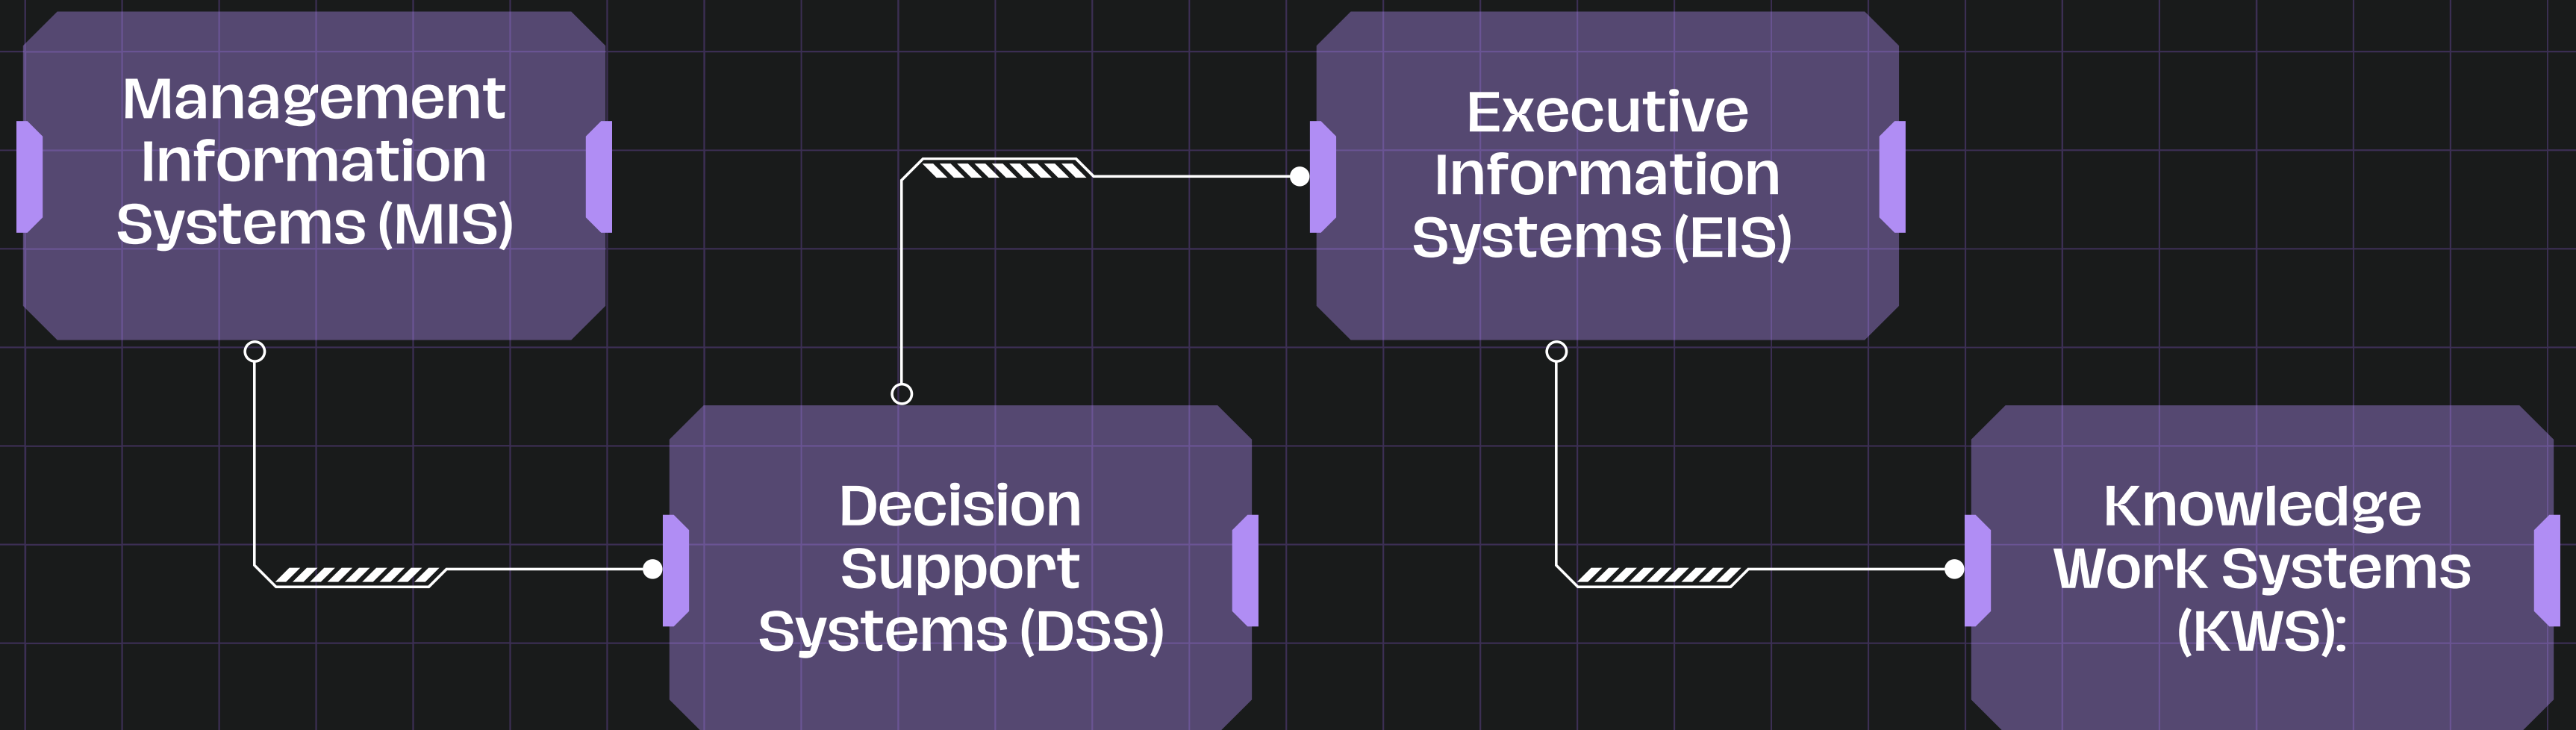 Management
Information
Systems (MIS)
Executive
Information
Systems (EIS)
Decision
Support
Systems (DSS)
Knowledge
Work Systems
(KWS):